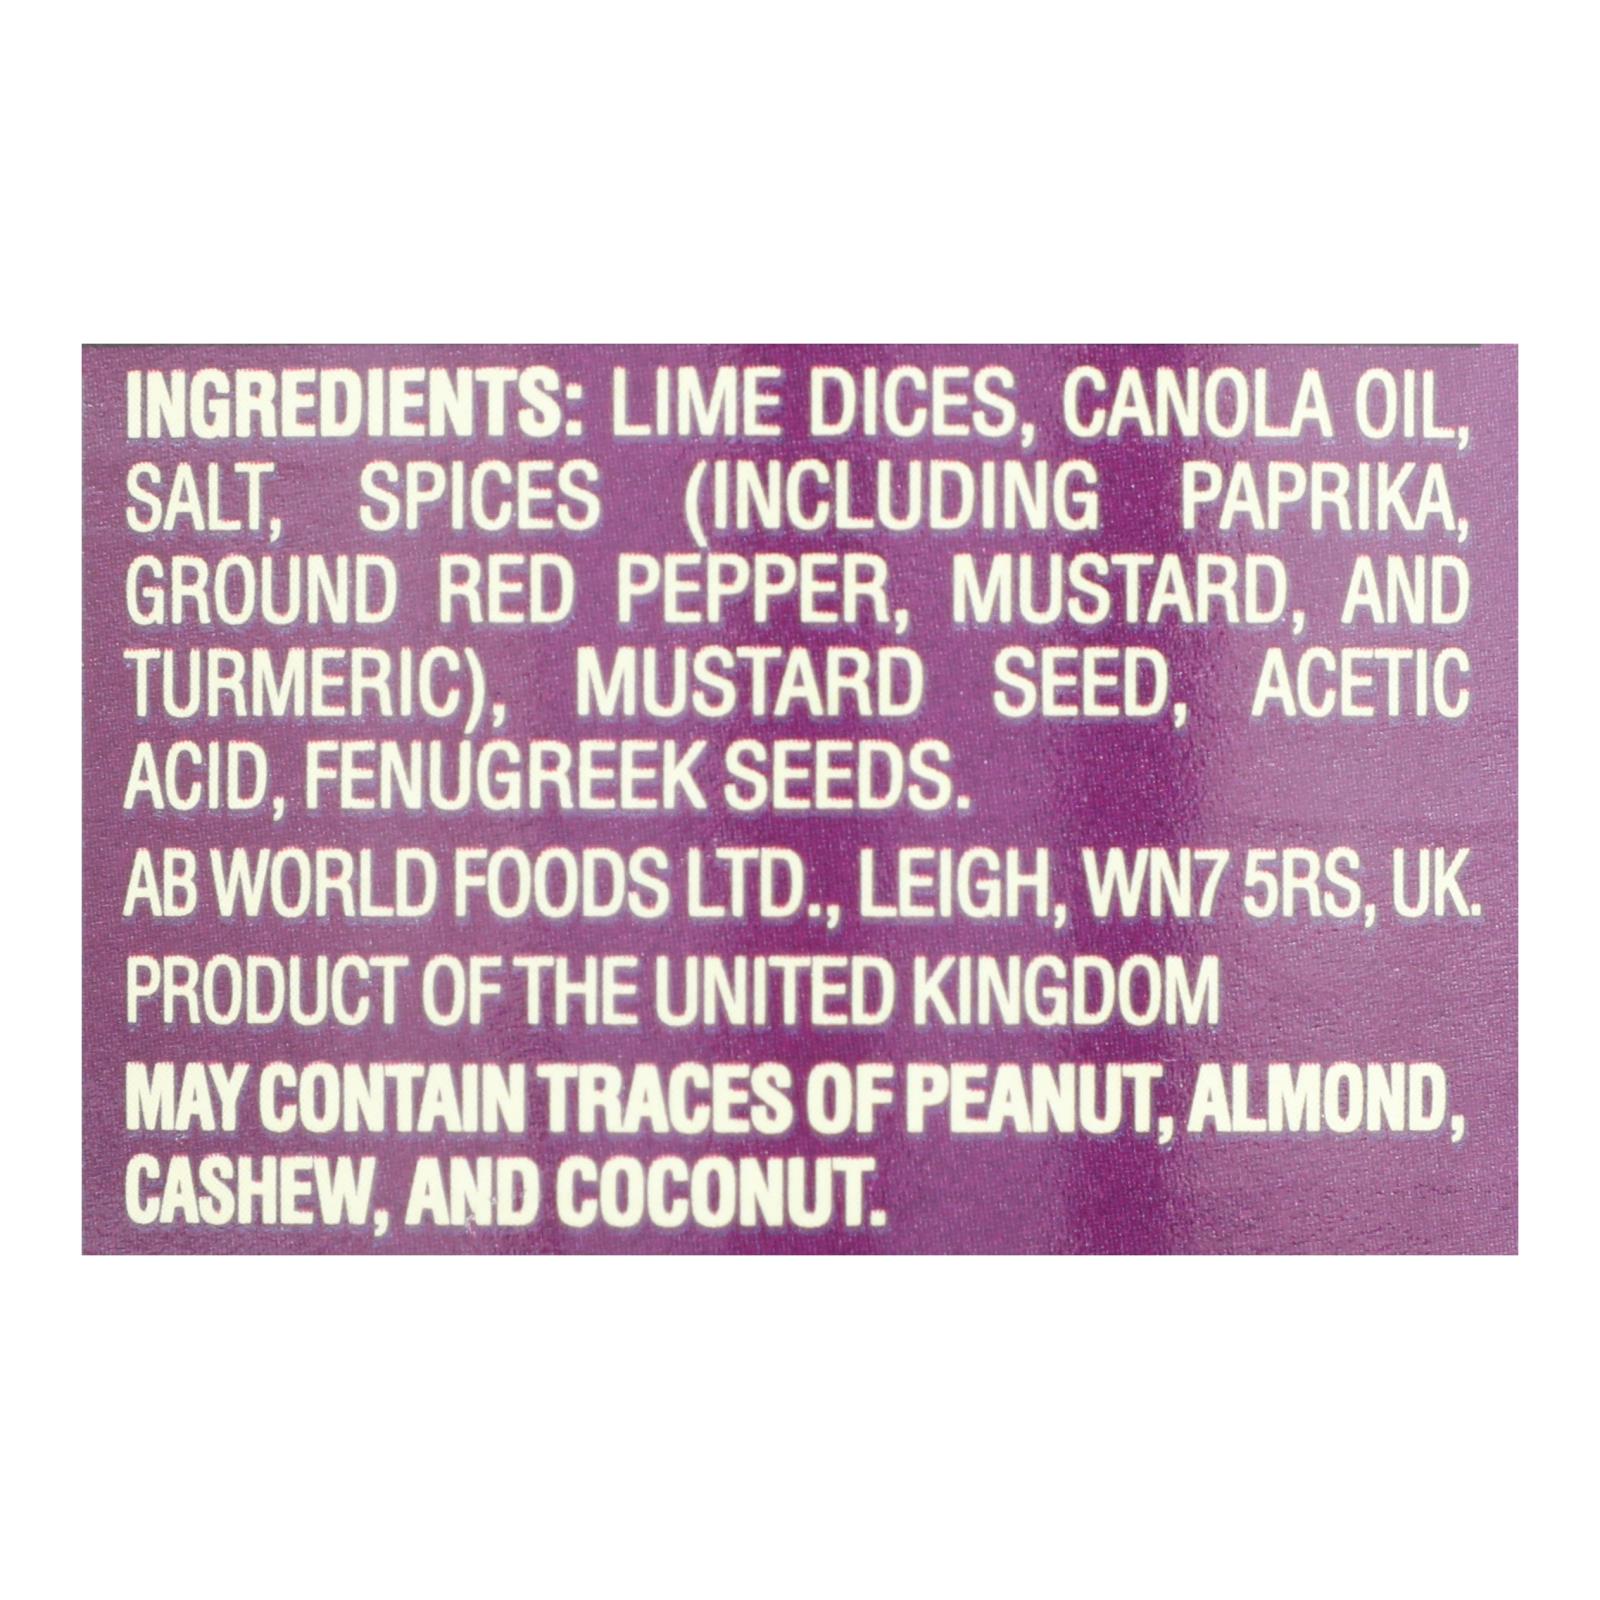 INGREDIENTS: LIME DICES, CANOLA OIL,
SALT, SPICES (INCLUDING PAPRIKA,
GROUND RED PEPPER, MUSTARD, AND
TURMERIC), MUSTARD SEED, ACETIC
ACID, FENUGREEK SEEDS.
AB WORLD FOODS LTD., LEIGH, WN7 5RS, UK.
PRODUCT OF THE UNITED KINGDOM
MAY CONTAIN TRACES OF PEANUT, ALMOND,
CASHEW, AND COCONUT.